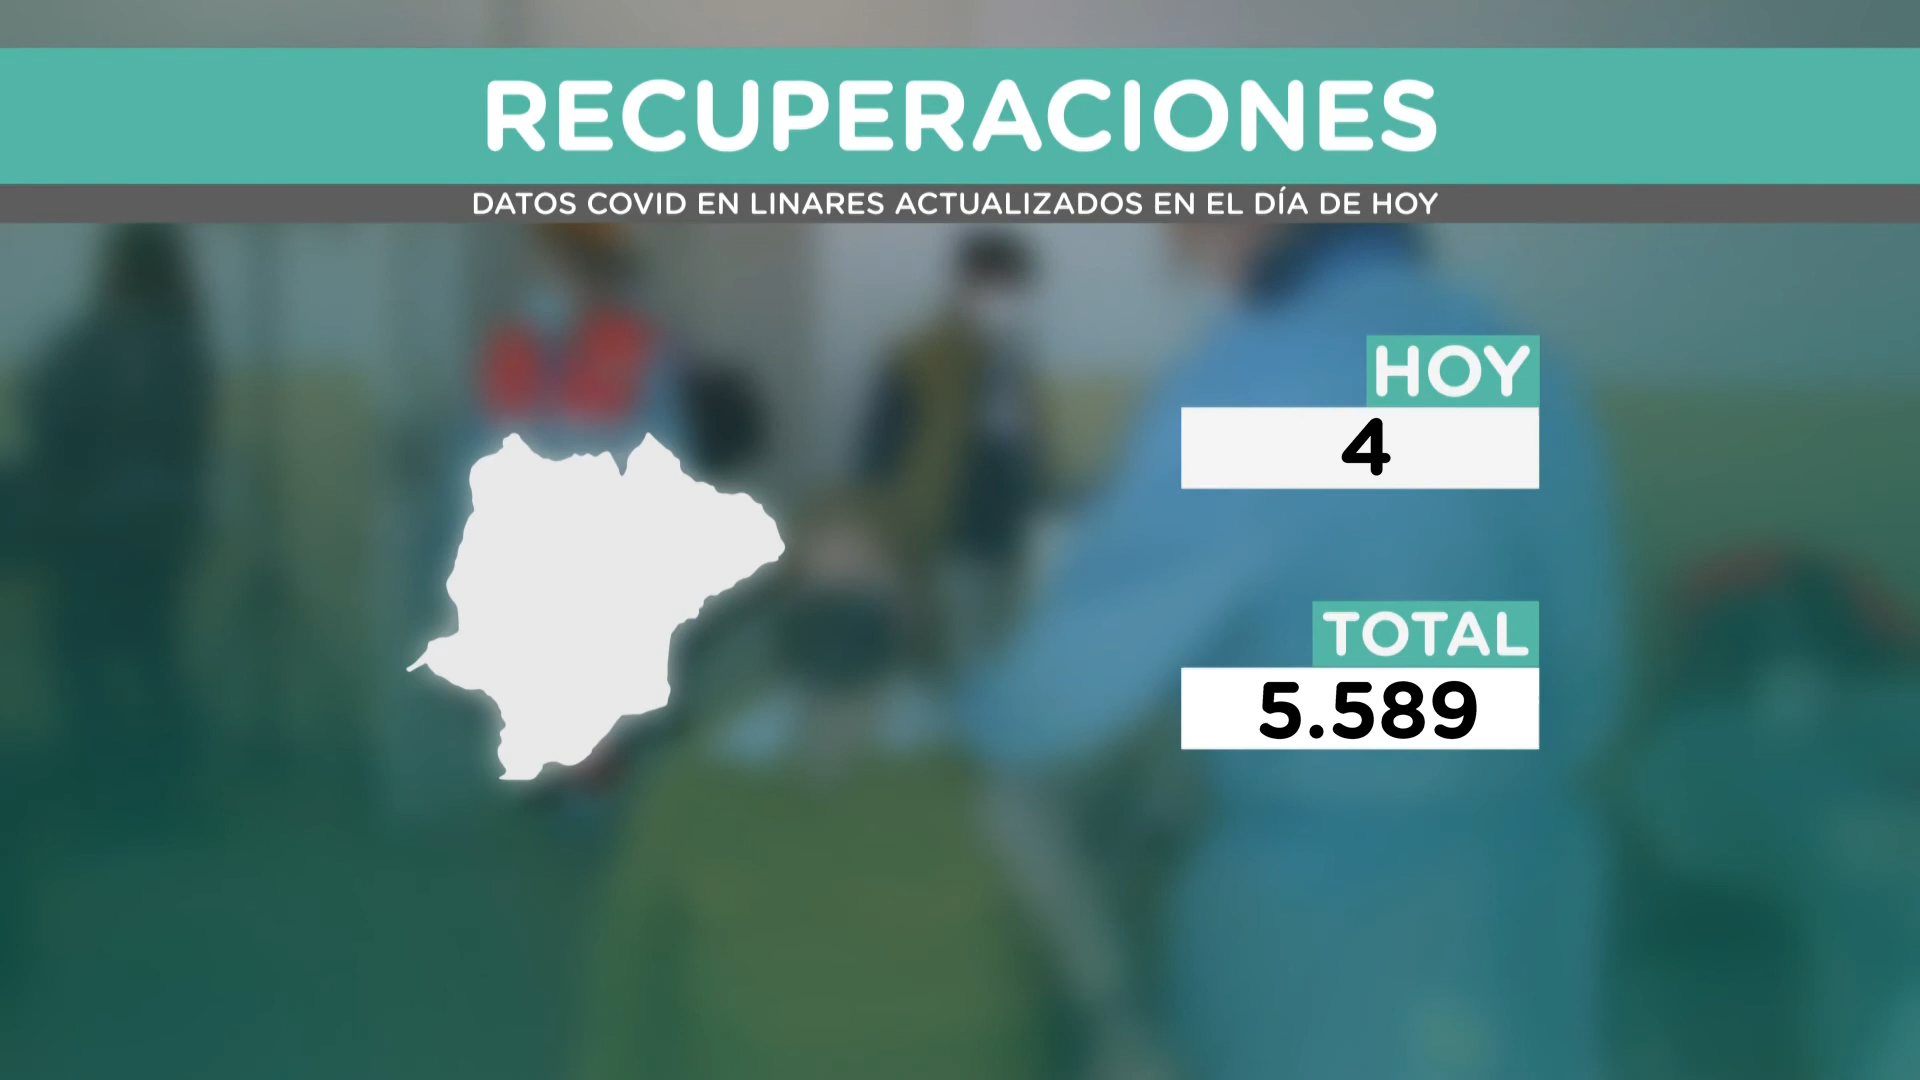 RECUPERACIONES
DATOS COVID EN LINARES ACTUALIZADOS EN EL DÍA DE HOY
HOY
4
TOTAL
5.589